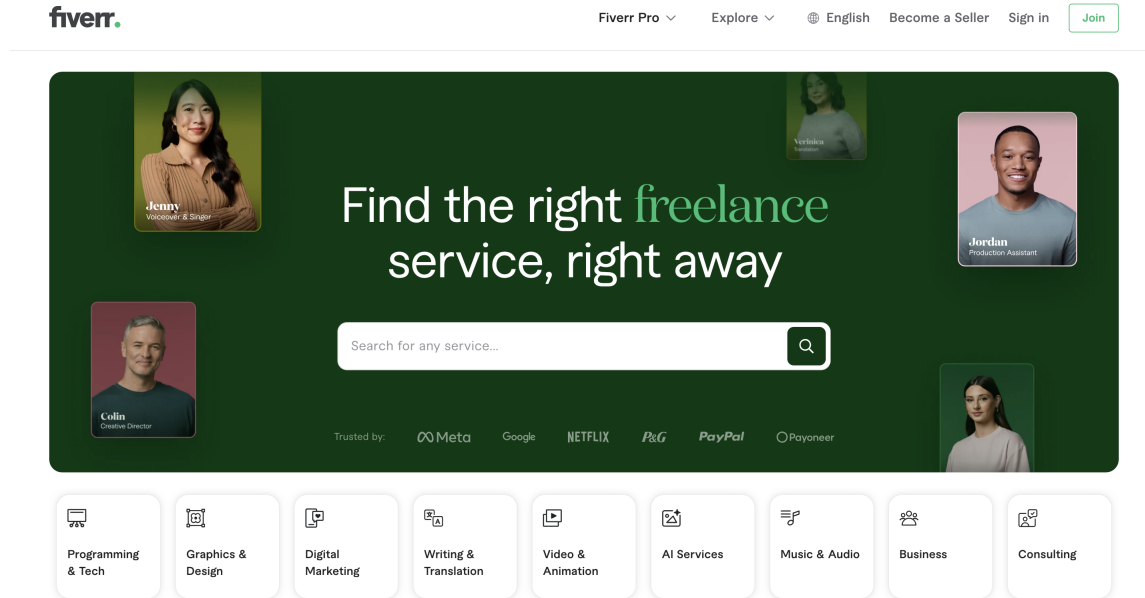 fiverr.
Fiverr Pro
Explore
English
Become a Seller
Sign in
Join
Jenny
Voiceover & Singer
Verinica
Translation
Jordan
Production Assistant
Find the right freelance
service, right away
Search for any service...
Colin
Creative Director
Trusted by:
Meta
Google
NETFLIX
P&G
PayPal
Payoneer
Programming
& Tech
Graphics &
Design
Digital
Marketing
Writing &
Translation
Video &
Animation
AI Services
Music & Audio
Business
Consulting